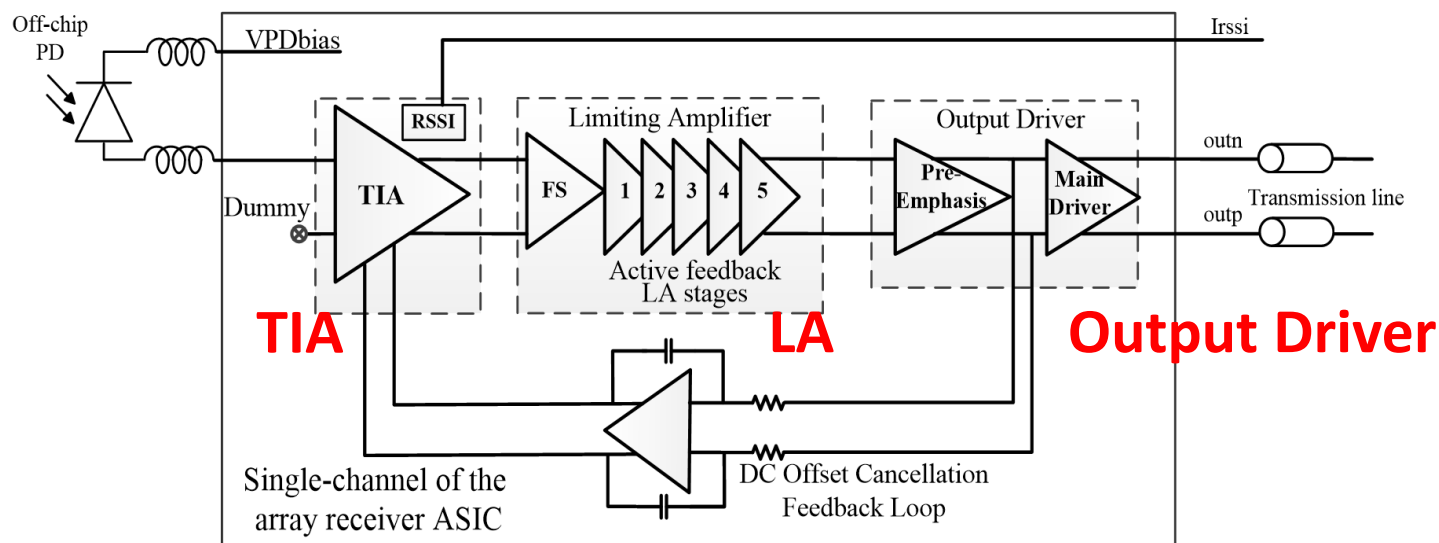 Off-chip
PD
VPDbias
Irssi
RSSI
TIA
Dummy
Limiting Amplifier
FS
1
2
3
4
5
Active feedback
LA stages
Output Driver
Pre-
Emphasis
Main
Driver
outn
Transmission line
outp
TIA
LA
Output Driver
DC Offset Cancellation
Feedback Loop
Single-channel of the
array receiver ASIC